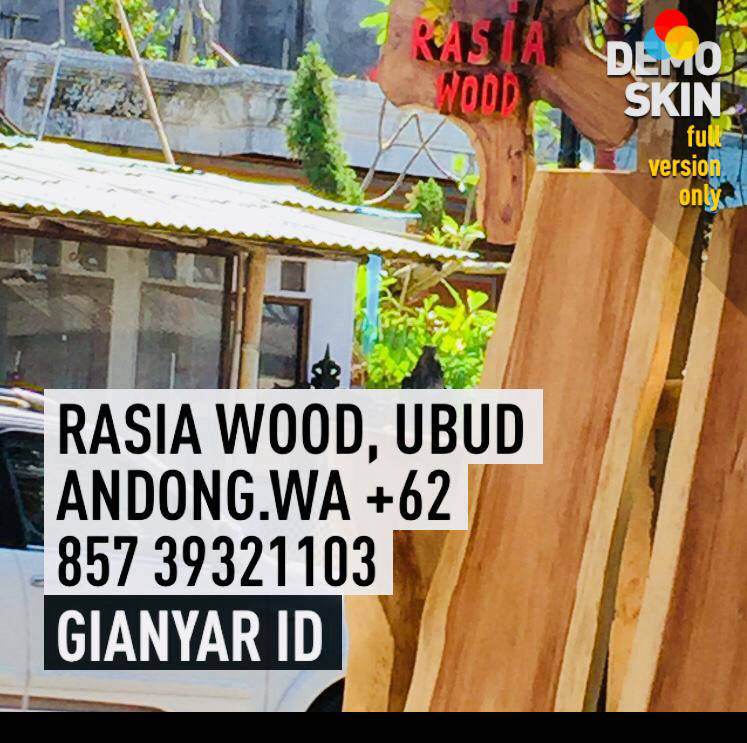 RASIA
WOOD
DEMO
SKIN
full
version
only
RASIA WOOD, UBUD
ANDONG.WA +62
857 39321103
GIANYAR ID